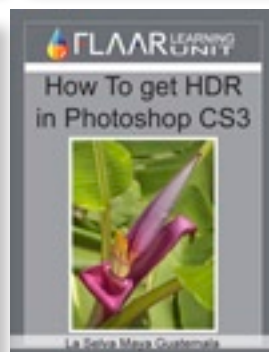 FLAAR LEARNING
UNIT
How To get HDR
in Photoshop CS3
La Selva Maya Guatemala